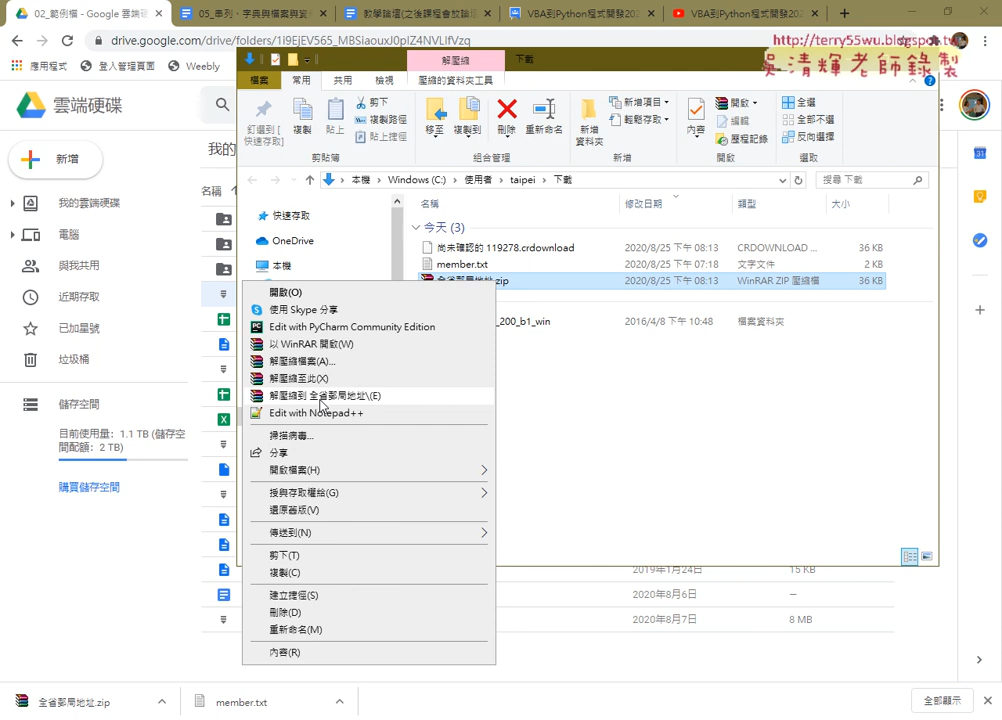 02_範例檔 - Google 雲端硬
05_串列、字典與檔案與資
教學論壇(之後課程會放論
VBA到Python程式開發202
VBA到Python程式開發202
drive.google.com/drive/folders/1I9EjEV565_MBSiaouxJ0pIZ4NVLIfVzq
http://terry55wu.blogspot.tw
吳清輝老師錄製
應用程式
登入管理頁面
Weebly
解壓縮
下載
檔案
常用
共用
檢視
壓縮的資料夾工具
雲端硬碟
釘選到 [
快速存取]
複製
貼上
剪下
複製路徑
貼上捷徑
移至
複製到
刪除
重新命名
新增
資料夾
新增項目
輕鬆存取
內容
開啟
編輯
歷程記錄
全選
全部不選
反向選擇
剪貼簿
組合管理
新增
開啟
選取
新增
我的
本機
Windows (C:)
使用者
taipei
下載
搜尋 下載
名稱
名稱
修改日期
類型
大小
我的雲端硬碟
電腦
與我共用
近期存取
已加星號
垃圾桶
儲存空間
目前使用量：1.1 TB (儲存空
間配額：2 TB)
購買儲存空間
快速存取
OneDrive
本機
今天 (3)
尚未確認的 119278.crdownload
2020/8/25 下午 08:13
CRDOWNLOAD ...
36 KB
member.txt
2020/8/25 下午 07:18
文字文件
2 KB
全省郵局地址.zip
2020/8/25 下午 08:13
WinRAR ZIP 壓縮檔
36 KB
_200_b1_win
2016/4/8 下午 10:48
檔案資料夾
開啟(O)
使用 Skype 分享
Edit with PyCharm Community Edition
以 WinRAR 開啟(W)
解壓縮檔案(A)...
解壓縮至此(X)
解壓縮到 全省郵局地址\(E)
Edit with Notepad++
掃描病毒...
分享
開啟檔案(H)
授與存取權給(G)
還原舊版(V)
傳送到(N)
剪下(T)
複製(C)
建立捷徑(S)
刪除(D)
重新命名(M)
內容(R)
2019年1月24日
15 KB
2020年8月6日
—
2020年8月7日
8 MB
全省郵局地址.zip
member.txt
全部顯示